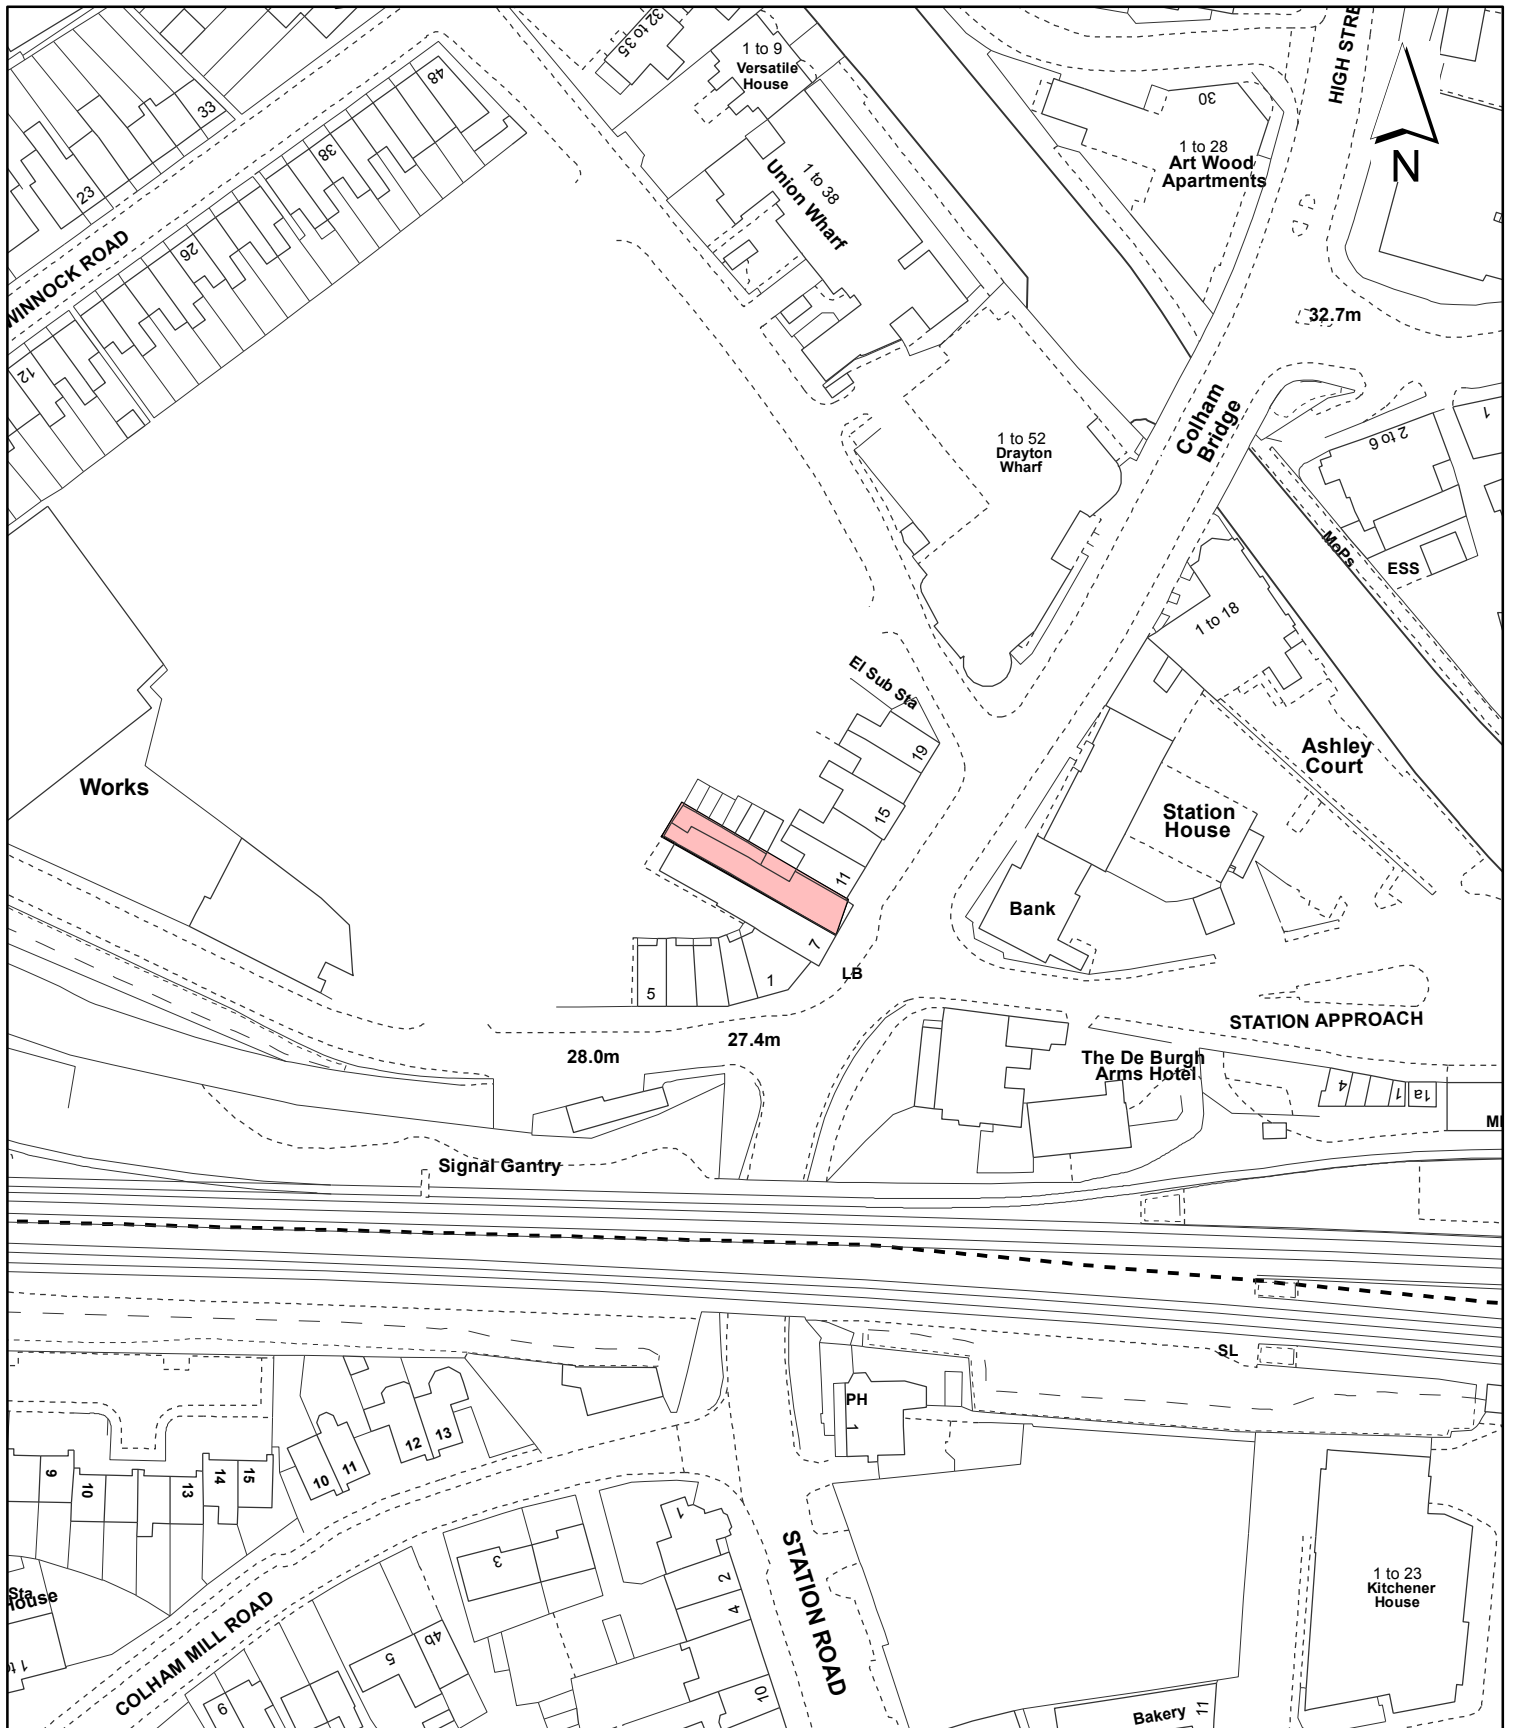 32 to 35
1 to 9
Versatile
House
HIGH STRE
48
33
30
1 to 28
Art Wood
Apartments
N
38
1 to 38
Union Wharf
23
26
WINNOCK ROAD
32.7m
12
Colham
Bridge
1
2 to 6
1 to 52
Drayton
Wharf
MoPs
ESS
1 to 18
El Sub Sta
19
Ashley
Court
Works
15
Station
House
11
Bank
7
LB
5
1
27.4m
28.0m
STATION APPROACH
The De Burgh
Arms Hotel
4
1
1a
Signal Gantry
SL
PH
1
12
13
10
11
9
10
13
14
15
1
3
2
4
STATION ROAD
1 to 23
Kitchener
House
Sta
House
COLHAM MILL ROAD
5
4b
9
10
Bakery
11